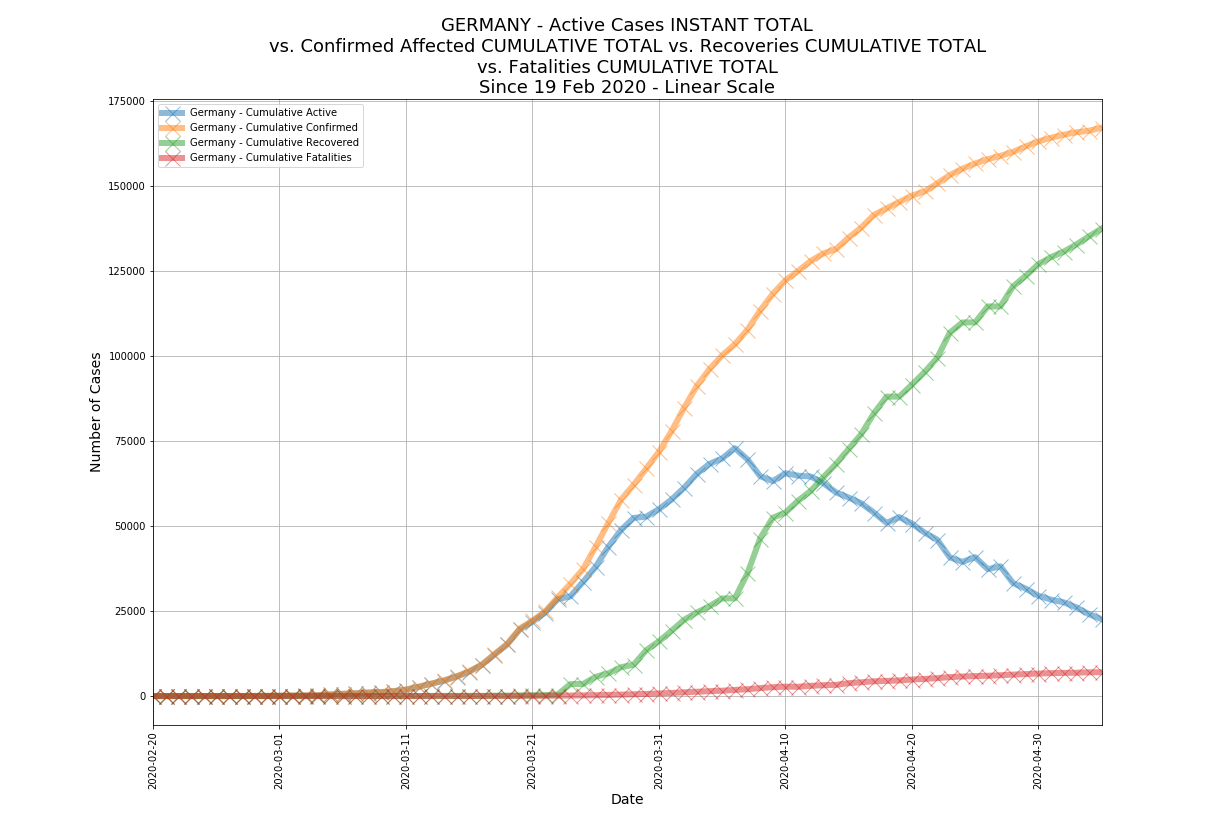 GERMANY - Active Cases INSTANT TOTAL
vs. Confirmed Affected CUMULATIVE TOTAL vs. Recoveries CUMULATIVE TOTAL
vs. Fatalities CUMULATIVE TOTAL
Since 19 Feb 2020 - Linear Scale
Germany - Cumulative Active
Germany - Cumulative Confirmed
Germany - Cumulative Recovered
Germany - Cumulative Fatalities
Number of Cases
175000
150000
125000
100000
75000
50000
25000
0
2020-02-20
2020-03-01
2020-03-11
2020-03-21
2020-03-31
2020-04-10
2020-04-20
2020-04-30
Date